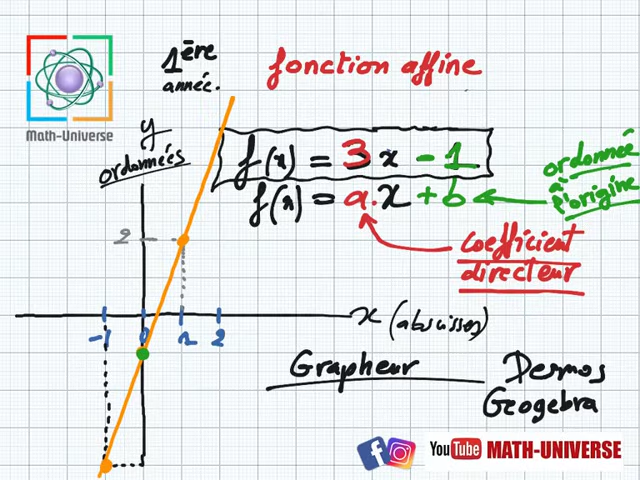 1ère
année.
fonction affine
Math-Universe
y
ordonnées
f(x) = 3x - 1
f(x) = a.x + b
ordonnée
à
l'origine
coefficient
directeur
2
-1 0 1 2
x (abscisses)
Grapheur
Desmos
Geogebra
YouTube MATH-UNIVERSE